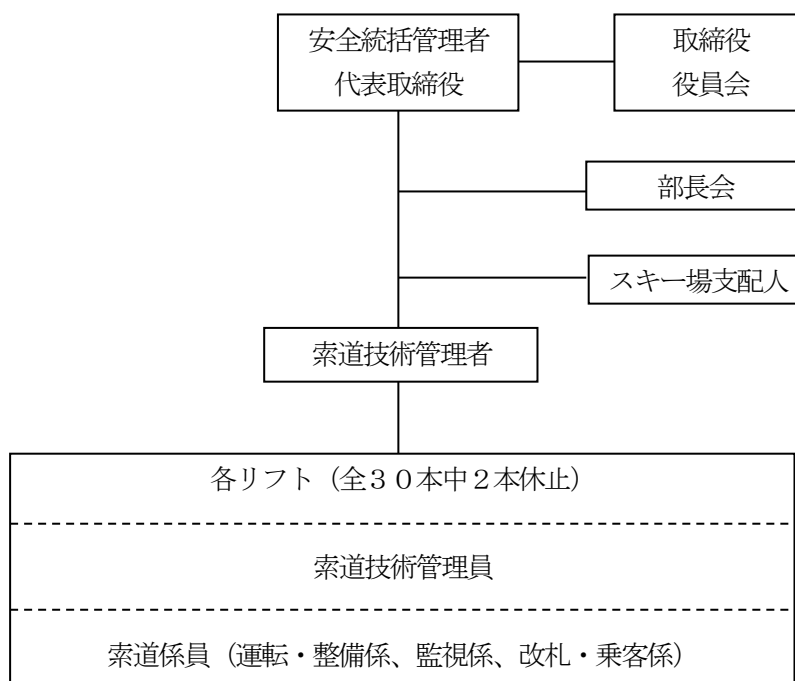 安全統括管理者
代表取締役
取締役
役員会
部長会
スキー場支配人
索道技術管理者
各リフト（全３０本中２本休止）
索道技術管理員
索道係員（運転・整備係、監視係、改札・乗客係）